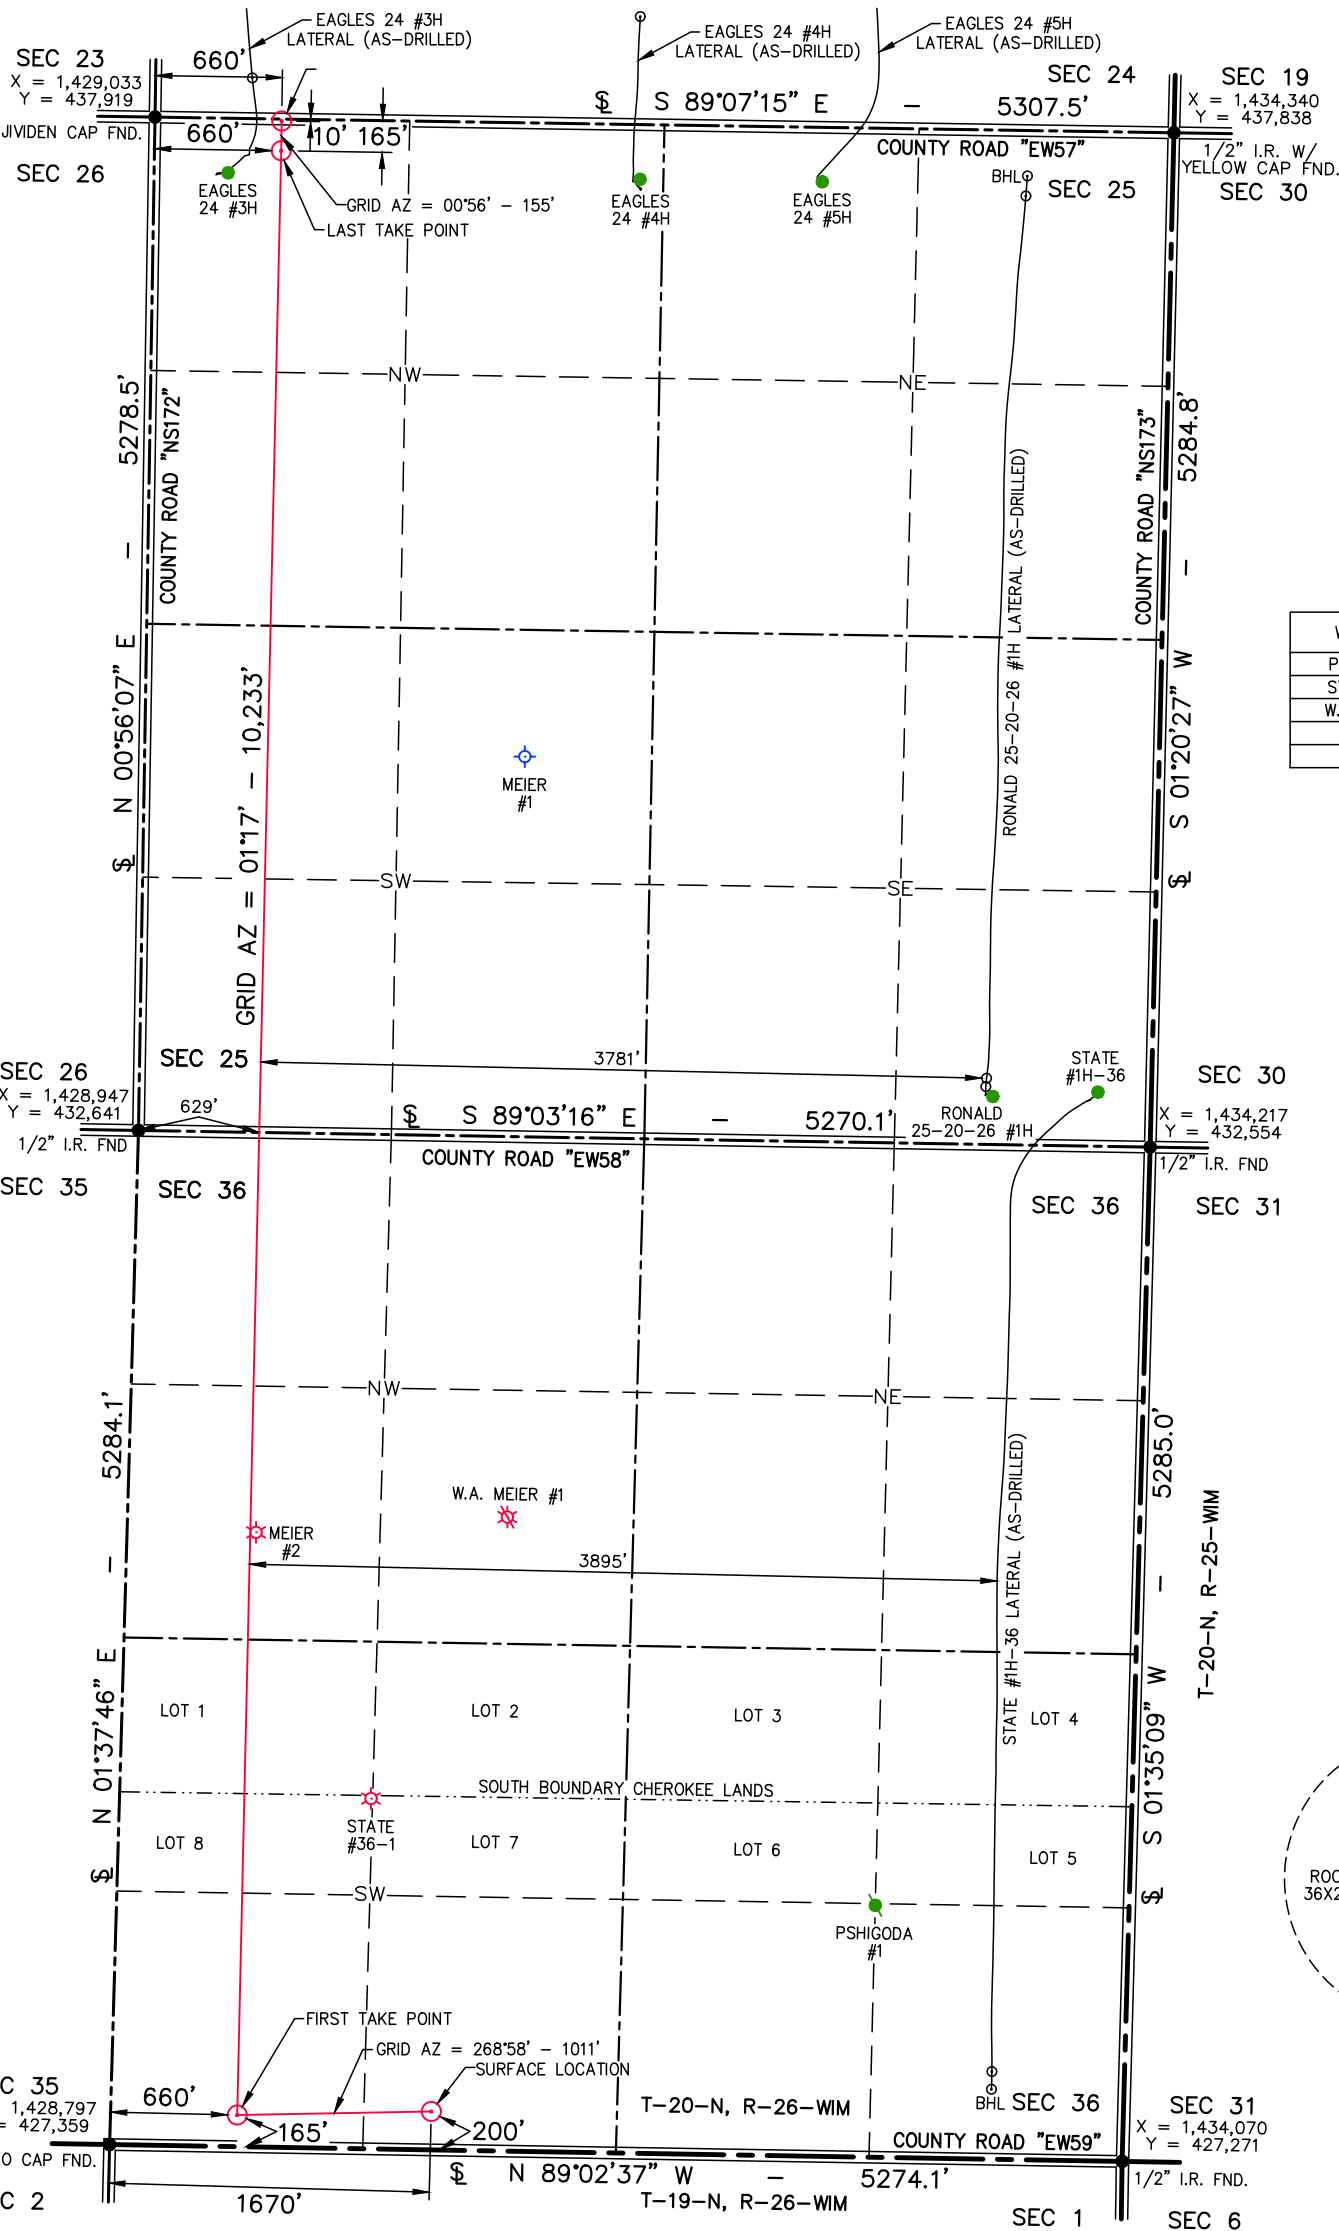 EAGLES 24 #3H
LATERAL (AS-DRILLED)
EAGLES 24 #4H
LATERAL (AS-DRILLED)
EAGLES 24 #5H
LATERAL (AS-DRILLED)
SEC 23
X = 1,429,033
Y = 437,919
660'
SEC 24
SEC 19
X = 1,434,340
Y = 437,838
℄ S 89°07'15" E - 5307.5'
JIVIDEN CAP FND.
660'
10'
165'
COUNTY ROAD "EW57"
1/2" I.R. W/
YELLOW CAP FND.
SEC 26
EAGLES
24 #3H
GRID AZ = 00°56' - 155'
LAST TAKE POINT
EAGLES
24 #4H
EAGLES
24 #5H
BHL
SEC 25
SEC 30
NW
NE
℄ N 00°56'07" E - 5278.5'
COUNTY ROAD "NS172"
GRID AZ = 01°17' - 10,233'
RONALD 25-20-26 #1H LATERAL (AS-DRILLED)
COUNTY ROAD "NS173"
℄ S 01°20'27" W - 5284.8'
P
S
W.
MEIER
#1
SW
SE
SEC 26
X = 1,428,947
Y = 432,641
SEC 25
3781'
STATE
#1H-36
SEC 30
629'
℄ S 89°03'16" E - 5270.1'
RONALD
25-20-26 #1H
X = 1,434,217
Y = 432,554
1/2" I.R. FND
COUNTY ROAD "EW58"
1/2" I.R. FND
SEC 35
SEC 36
SEC 36
SEC 31
NW
NE
℄ N 01°37'46" E - 5284.1'
W.A. MEIER #1
MEIER
#2
3895'
STATE #1H-36 LATERAL (AS-DRILLED)
℄ S 01°35'09" W - 5285.0'
T-20-N, R-25-WIM
LOT 1
LOT 2
LOT 3
LOT 4
SOUTH BOUNDARY CHEROKEE LANDS
STATE
#36-1
LOT 8
LOT 7
LOT 6
LOT 5
SW
PSHIGODA
#1
ROC
36X2
FIRST TAKE POINT
GRID AZ = 268°58' - 1011'
SURFACE LOCATION
C 35
1,428,797
= 427,359
660'
165'
200'
T-20-N, R-26-WIM
BHL
SEC 36
SEC 31
X = 1,434,070
Y = 427,271
COUNTY ROAD "EW59"
O CAP FND.
℄ N 89°02'37" W - 5274.1'
1/2" I.R. FND.
C 2
1670'
T-19-N, R-26-WIM
SEC 1
SEC 6